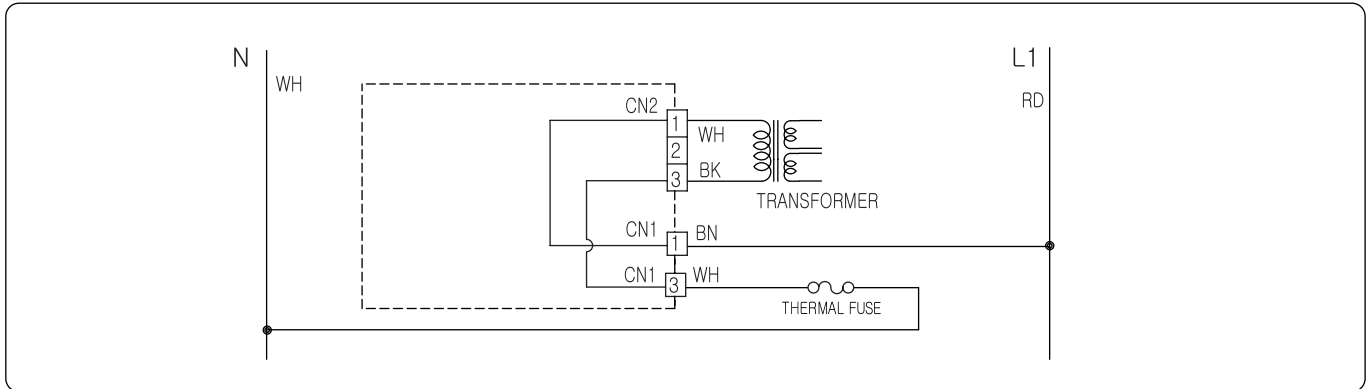 N
L1
WH
RD
CN2
1
WH
2
3
BK
TRANSFORMER
CN1
1
BN
CN1
3
WH
THERMAL FUSE